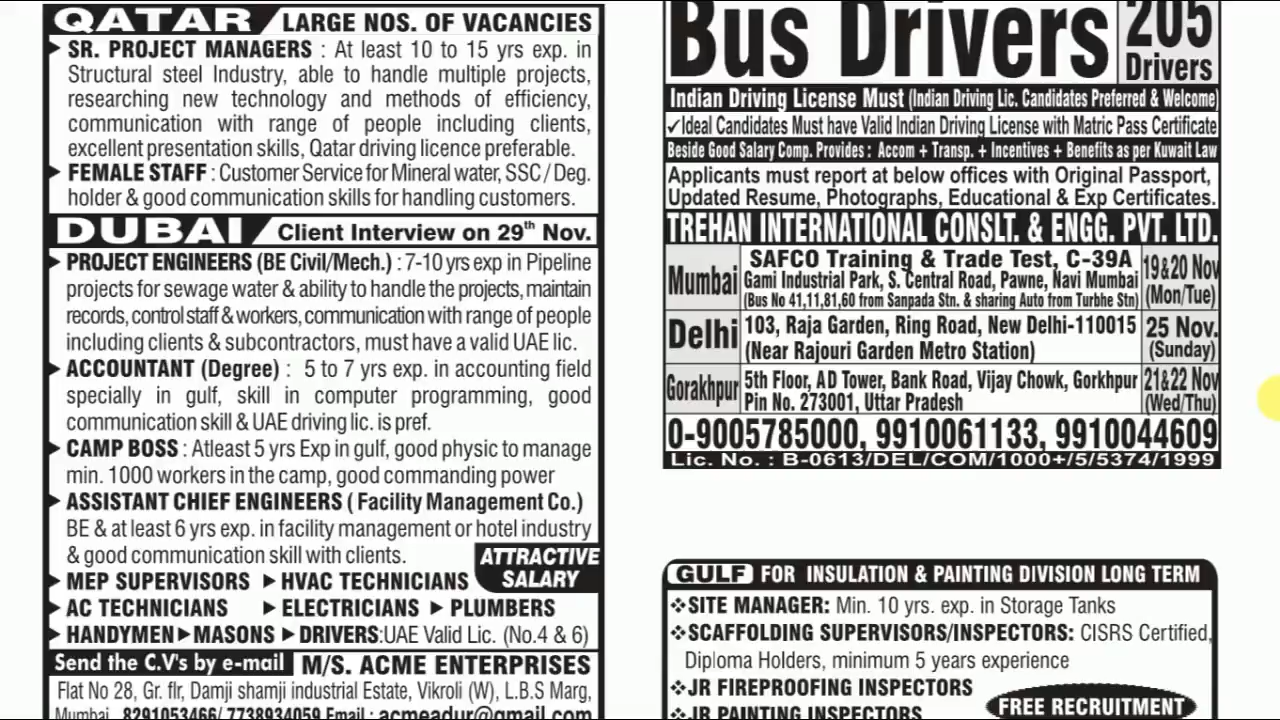 QATAR LARGE NOS. OF VACANCIES
SR. PROJECT MANAGERS : At least 10 to 15 yrs exp. in
Structural steel Industry, able to handle multiple projects,
researching new technology and methods of efficiency,
communication with range of people including clients,
excellent presentation skills, Qatar driving licence preferable.
FEMALE STAFF : Customer Service for Mineral water, SSC / Deg.
holder & good communication skills for handling customers.
DUBAI Client Interview on 29th Nov.
PROJECT ENGINEERS (BE Civil/Mech.) : 7-10 yrs exp in Pipeline
projects for sewage water & ability to handle the projects, maintain
records, control staff & workers, communication with range of people
including clients & subcontractors, must have a valid UAE lic.
ACCOUNTANT (Degree) : 5 to 7 yrs exp. in accounting field
specially in gulf, skill in computer programming, good
communication skill & UAE driving lic. is pref.
CAMP BOSS : Atleast 5 yrs Exp in gulf, good physic to manage
min. 1000 workers in the camp, good commanding power
ASSISTANT CHIEF ENGINEERS ( Facility Management Co.)
BE & at least 6 yrs exp. in facility management or hotel industry
& good communication skill with clients.
ATTRACTIVE
SALARY
MEP SUPERVISORS HVAC TECHNICIANS
AC TECHNICIANS ELECTRICIANS PLUMBERS
HANDYMEN MASONS DRIVERS:UAE Valid Lic. (No.4 & 6)
Send the C.V's by e-mail M/S. ACME ENTERPRISES
Flat No 28, Gr. flr, Damji shamji industrial Estate, Vikroli (W), L.B.S Marg,
Mumbai. 8291053466/ 7738934059 Email : acmeadur@gmail.com
Bus Drivers 205
Drivers
Indian Driving License Must (Indian Driving Lic. Candidates Preferred & Welcome)
✓Ideal Candidates Must have Valid Indian Driving License with Matric Pass Certificate
Beside Good Salary Comp. Provides : Accom + Transp. + Incentives + Benefits as per Kuwait Law
Applicants must report at below offices with Original Passport,
Updated Resume, Photographs, Educational & Exp Certificates.
TREHAN INTERNATIONAL CONSLT. & ENGG. PVT. LTD.
Mumbai SAFCO Training & Trade Test, C-39A
Gami Industrial Park, S. Central Road, Pawne, Navi Mumbai
(Bus No 41,11,81,60 from Sanpada Stn. & sharing Auto from Turbhe Stn)
19&20 Nov
(Mon/Tue)
Delhi 103, Raja Garden, Ring Road, New Delhi-110015
(Near Rajouri Garden Metro Station)
25 Nov.
(Sunday)
Gorakhpur 5th Floor, AD Tower, Bank Road, Vijay Chowk, Gorkhpur
Pin No. 273001, Uttar Pradesh
21&22 Nov
(Wed/Thu)
0-9005785000, 9910061133, 9910044609
Lic. No. : B-0613/DEL/COM/1000+/5/5374/1999
GULF FOR INSULATION & PAINTING DIVISION LONG TERM
❖SITE MANAGER: Min. 10 yrs. exp. in Storage Tanks
❖SCAFFOLDING SUPERVISORS/INSPECTORS: CISRS Certified,
Diploma Holders, minimum 5 years experience
❖JR FIREPROOFING INSPECTORS
❖JR PAINTING INSPECTORS
FREE RECRUITMENT